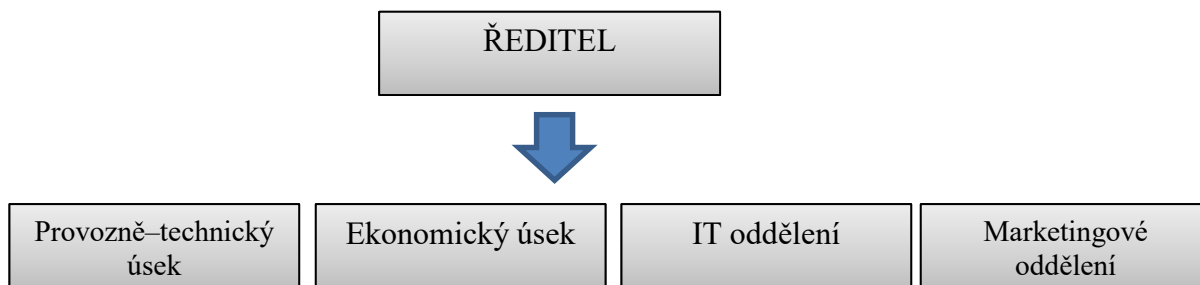 ŘEDITEL
Provozně–technický
úsek
Ekonomický úsek
IT oddělení
Marketingové
oddělení